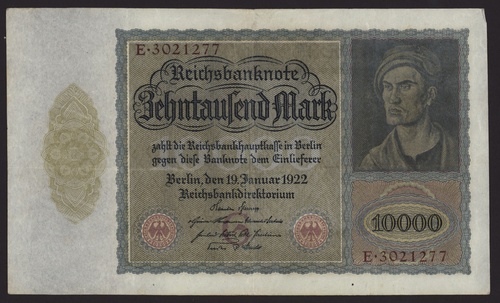 E·3021277
Reichsbanknote
Zehntausend Mark
zahlt die Reichsbankhauptkasse in Berlin
gegen diese Banknote dem Einlieferer
Berlin, den 19. Januar 1922
Reichsbankdirektorium
10000
E·3021277